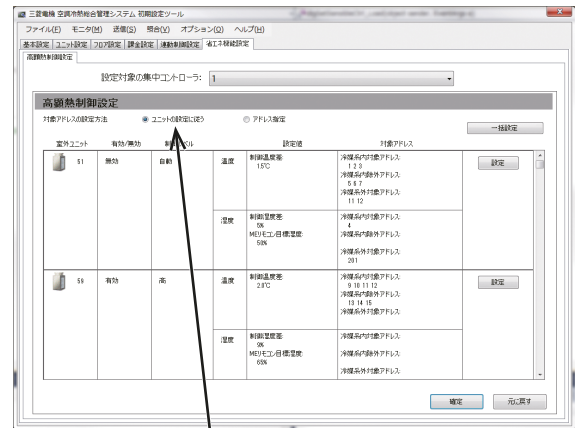 三菱電機 空調冷熱総合管理システム 初期設定ツール
ファイル(F) モニタ(M) 送信(S) 照合(V) オプション(O) ヘルプ(H)
基本設定 ユニット設定 フロア設定 課金設定 連動制御設定 省エネ機能設定
高顕熱制御設定
設定対象の集中コントローラ: 1
高顕熱制御設定
対象アドレスの設定方法 ユニットの設定に従う アドレス指定
一括設定
室外ユニット 有効/無効 設定値 対象アドレス
51 無効 自動 温度 制御温度差: 冷媒系内対象アドレス: 設定
1.5℃ 1 2 3
冷媒系内除外アドレス:
5 6 7
冷媒系外対象アドレス:
11 12
湿度 制御湿度差: 冷媒系内対象アドレス:
5% 4
MEリモコン目標湿度: 冷媒系内除外アドレス:
50%
冷媒系外対象アドレス:
201
59 有効 高 温度 制御温度差: 冷媒系内対象アドレス: 設定
2.0℃ 9 10 11 12
冷媒系内除外アドレス:
13 14 15
冷媒系外対象アドレス:
湿度 制御湿度差: 冷媒系内対象アドレス:
9%
MEリモコン目標湿度: 冷媒系内除外アドレス:
65%
冷媒系外対象アドレス:
確定 元に戻す